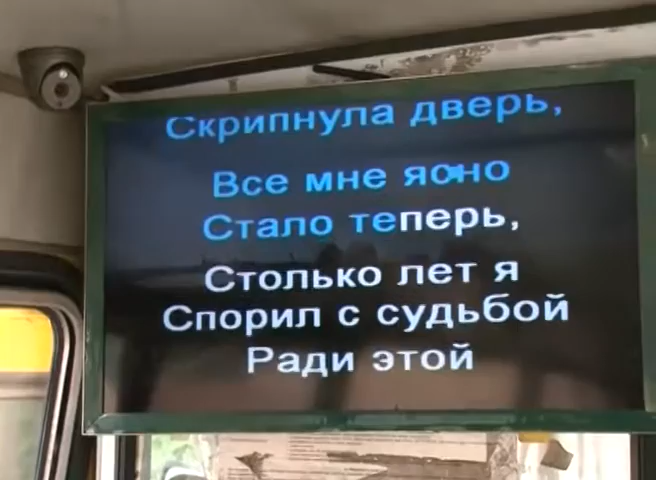 Скрипнула дверь,
Все мне ясно
Стало теперь,
Столько лет я
Спорил с судьбой
Ради этой